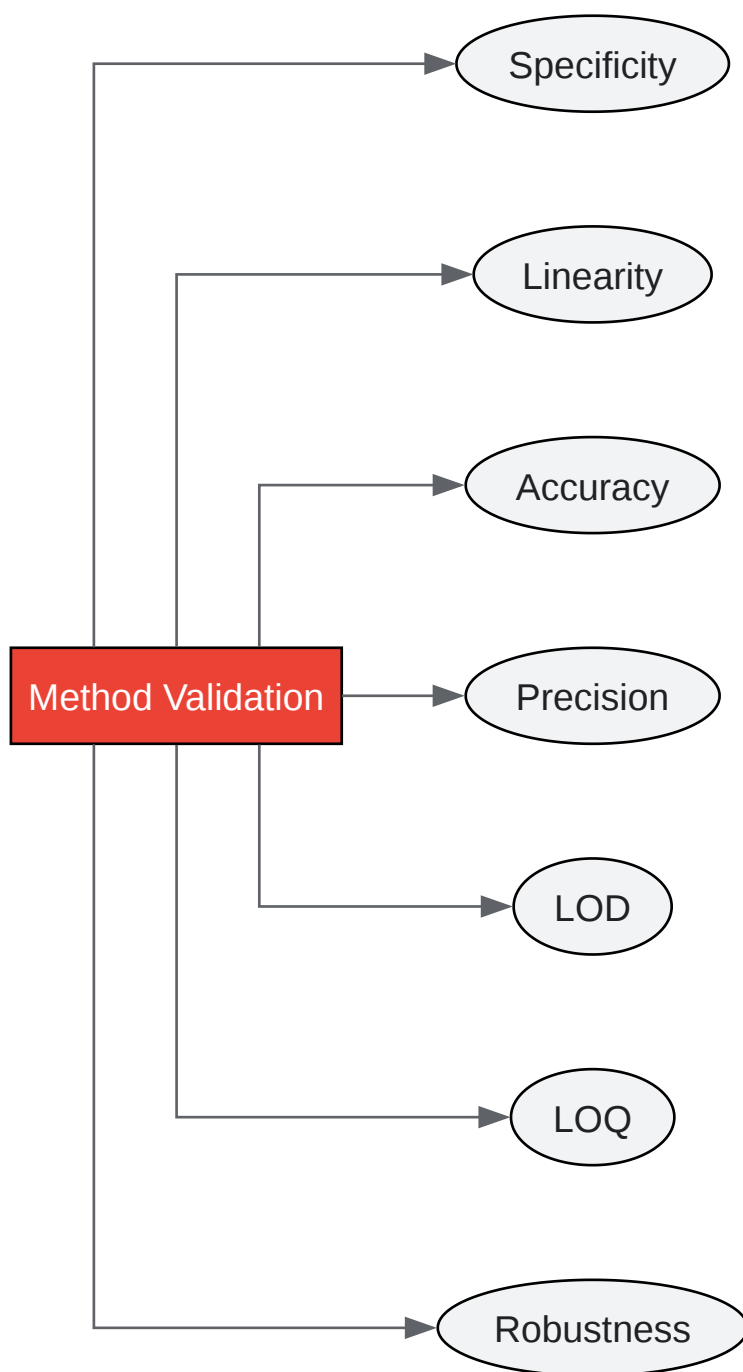 Specificity
Linearity
Accuracy
Method Validation
Precision
LOD
LOQ
Robustness